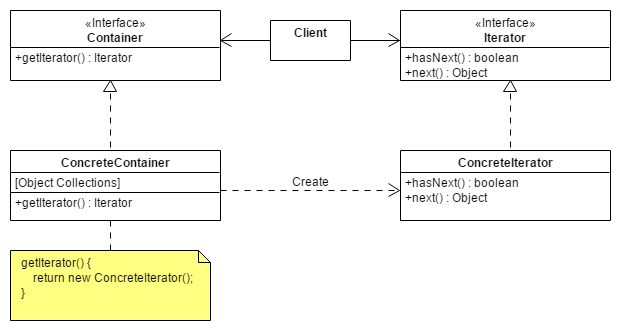 «Interface»
Container
+getIterator() : Iterator
Client
«Interface»
Iterator
+hasNext() : boolean
+next() : Object
ConcreteContainer
[Object Collections]
+getIterator() : Iterator
Create
ConcreteIterator
+hasNext() : boolean
+next() : Object
getIterator() {
return new ConcreteIterator();
}